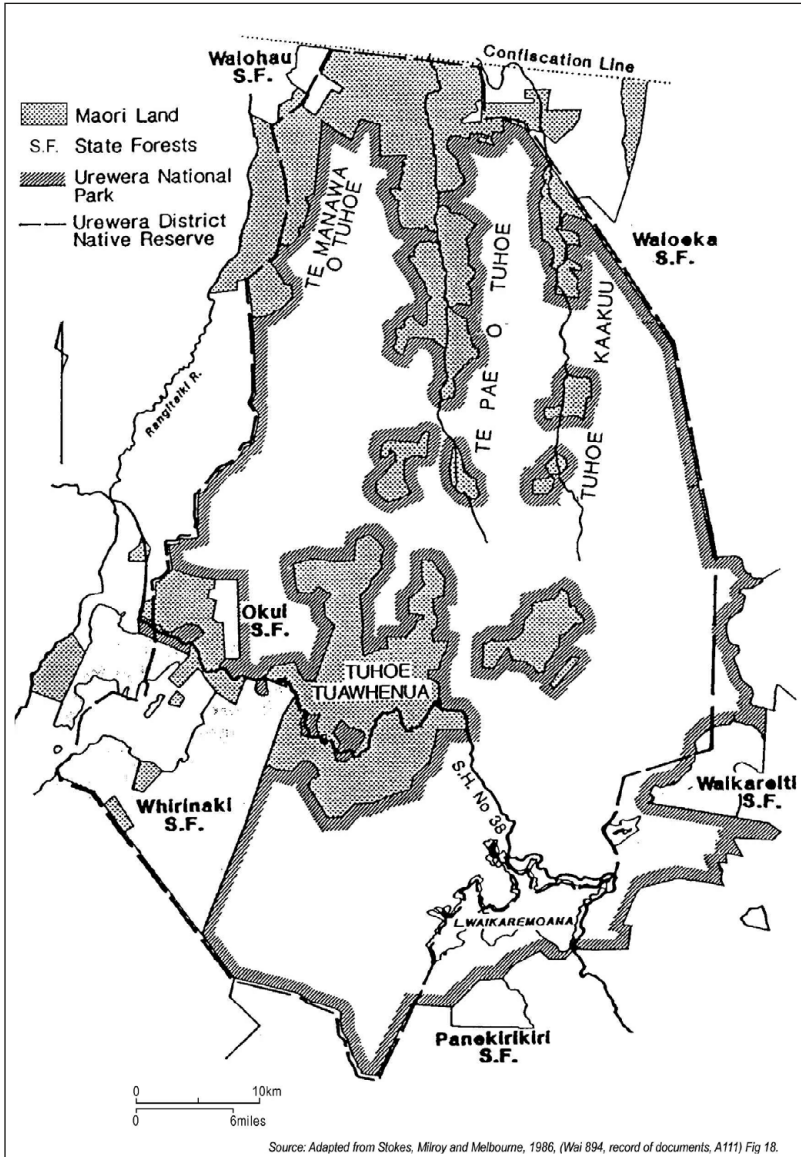 Waiohau
S.F.
Confiscation Line
Maori Land
S.F. State Forests
Urewera National
Park
Urewera District
Native Reserve
TE MANAWA
O TUHOE
TE PAE O TUHOE
TUHOE KAAKUU
Waioeka
S.F.
Rangitaiki R.
Okui
S.F.
TUHOE
TUAWHENUA
S.H. No 38
Whirinaki
S.F.
Waikareiti
S.F.
L.WAIKAREMOANA
Panekirikiri
S.F.
0 10km
0 6miles
Source: Adapted from Stokes, Milroy and Melbourne, 1986, (Wai 894, record of documents, A111) Fig 18.